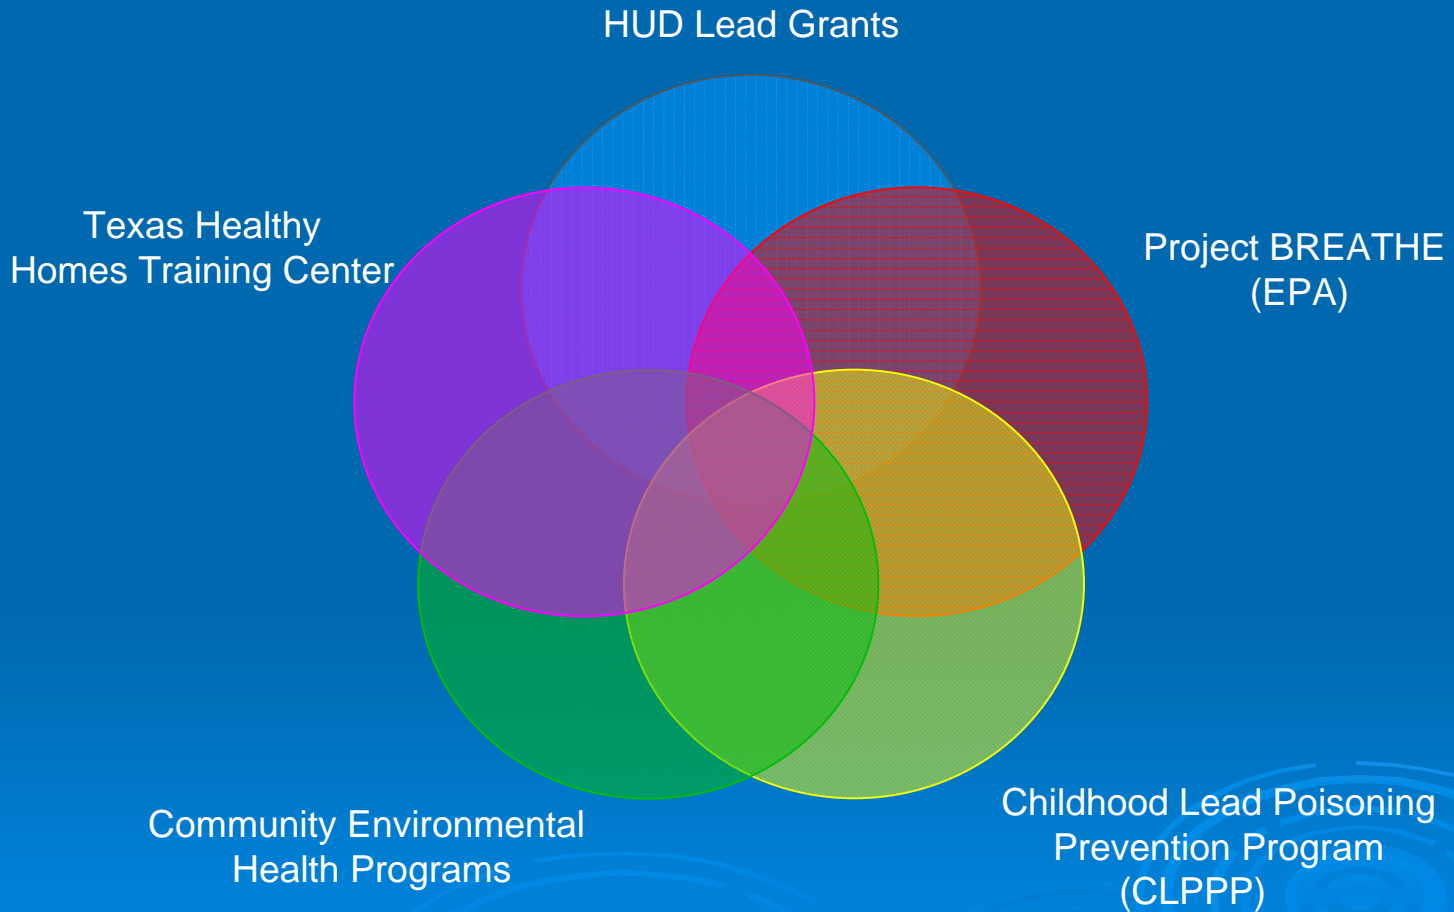 HUD Lead Grants
Texas Healthy
Homes Training Center
Project BREATHE
(EPA)
Community Environmental
Health Programs
Childhood Lead Poisoning
Prevention Program
(CLPPP)